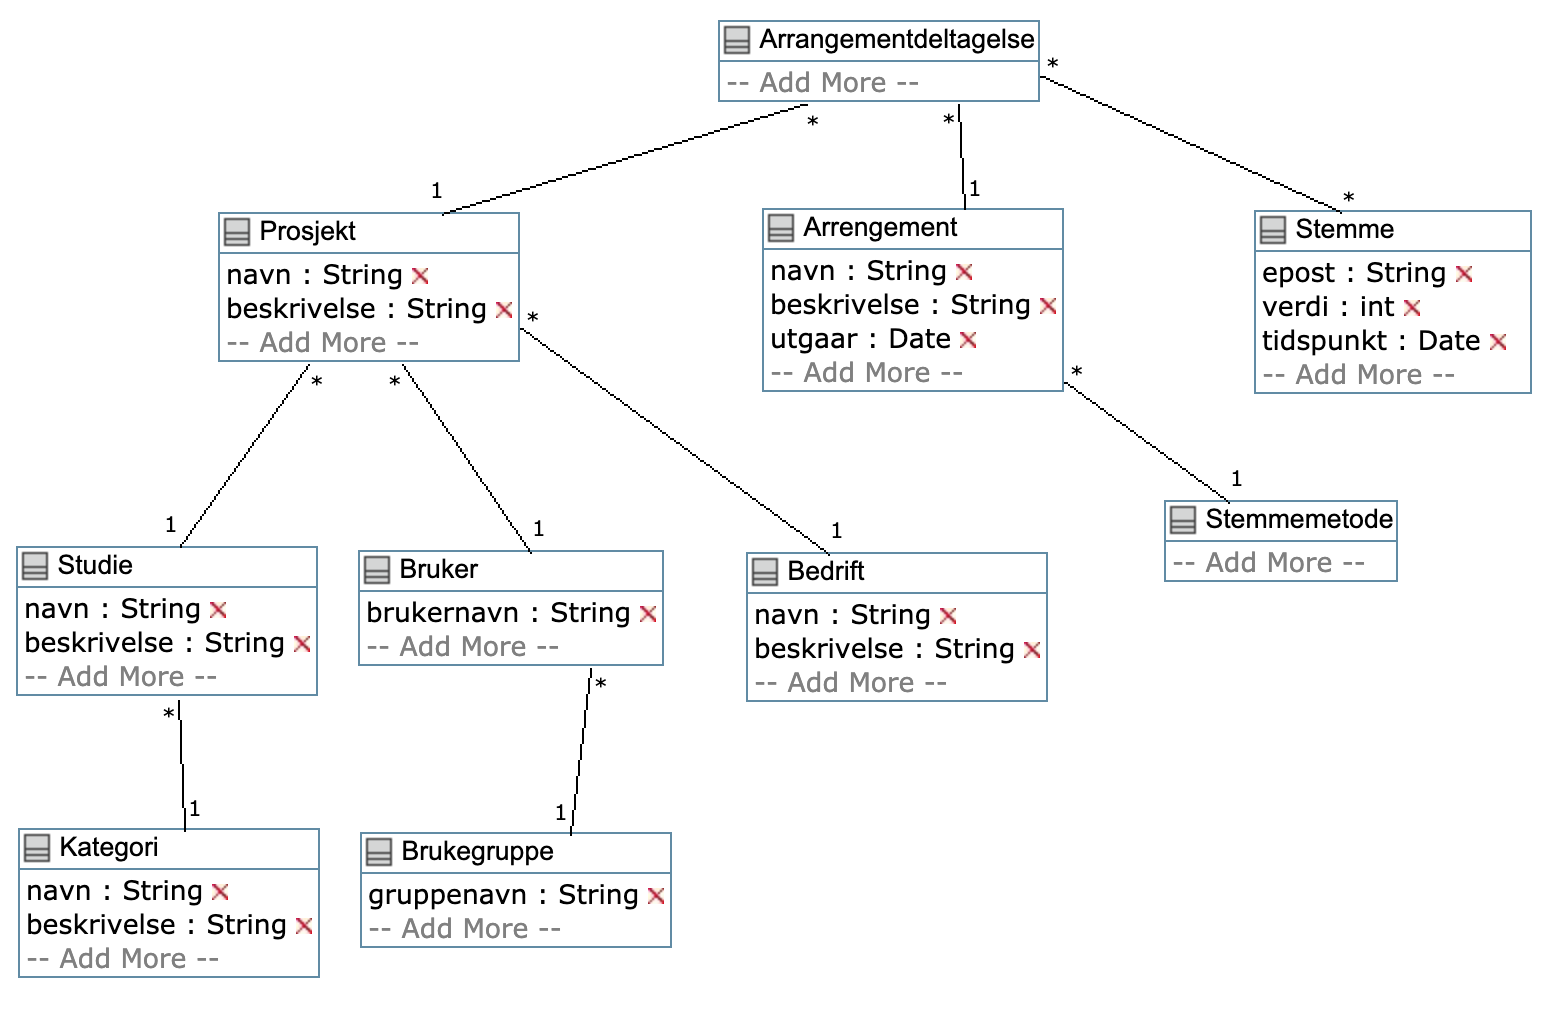 Arrangementdeltagelse
-- Add More --
*
*
*
1
1
*
Prosjekt
navn : String
beskrivelse : String
-- Add More --
Arrengement
navn : String
beskrivelse : String
utgaar : Date
-- Add More --
Stemme
epost : String
verdi : int
tidspunkt : Date
-- Add More --
*
*
*
*
1
1
1
1
Studie
navn : String
beskrivelse : String
-- Add More --
Bruker
brukernavn : String
-- Add More --
Bedrift
navn : String
beskrivelse : String
-- Add More --
Stemmemetode
-- Add More --
*
*
1
1
Kategori
navn : String
beskrivelse : String
-- Add More --
Brukegruppe
gruppenavn : String
-- Add More --